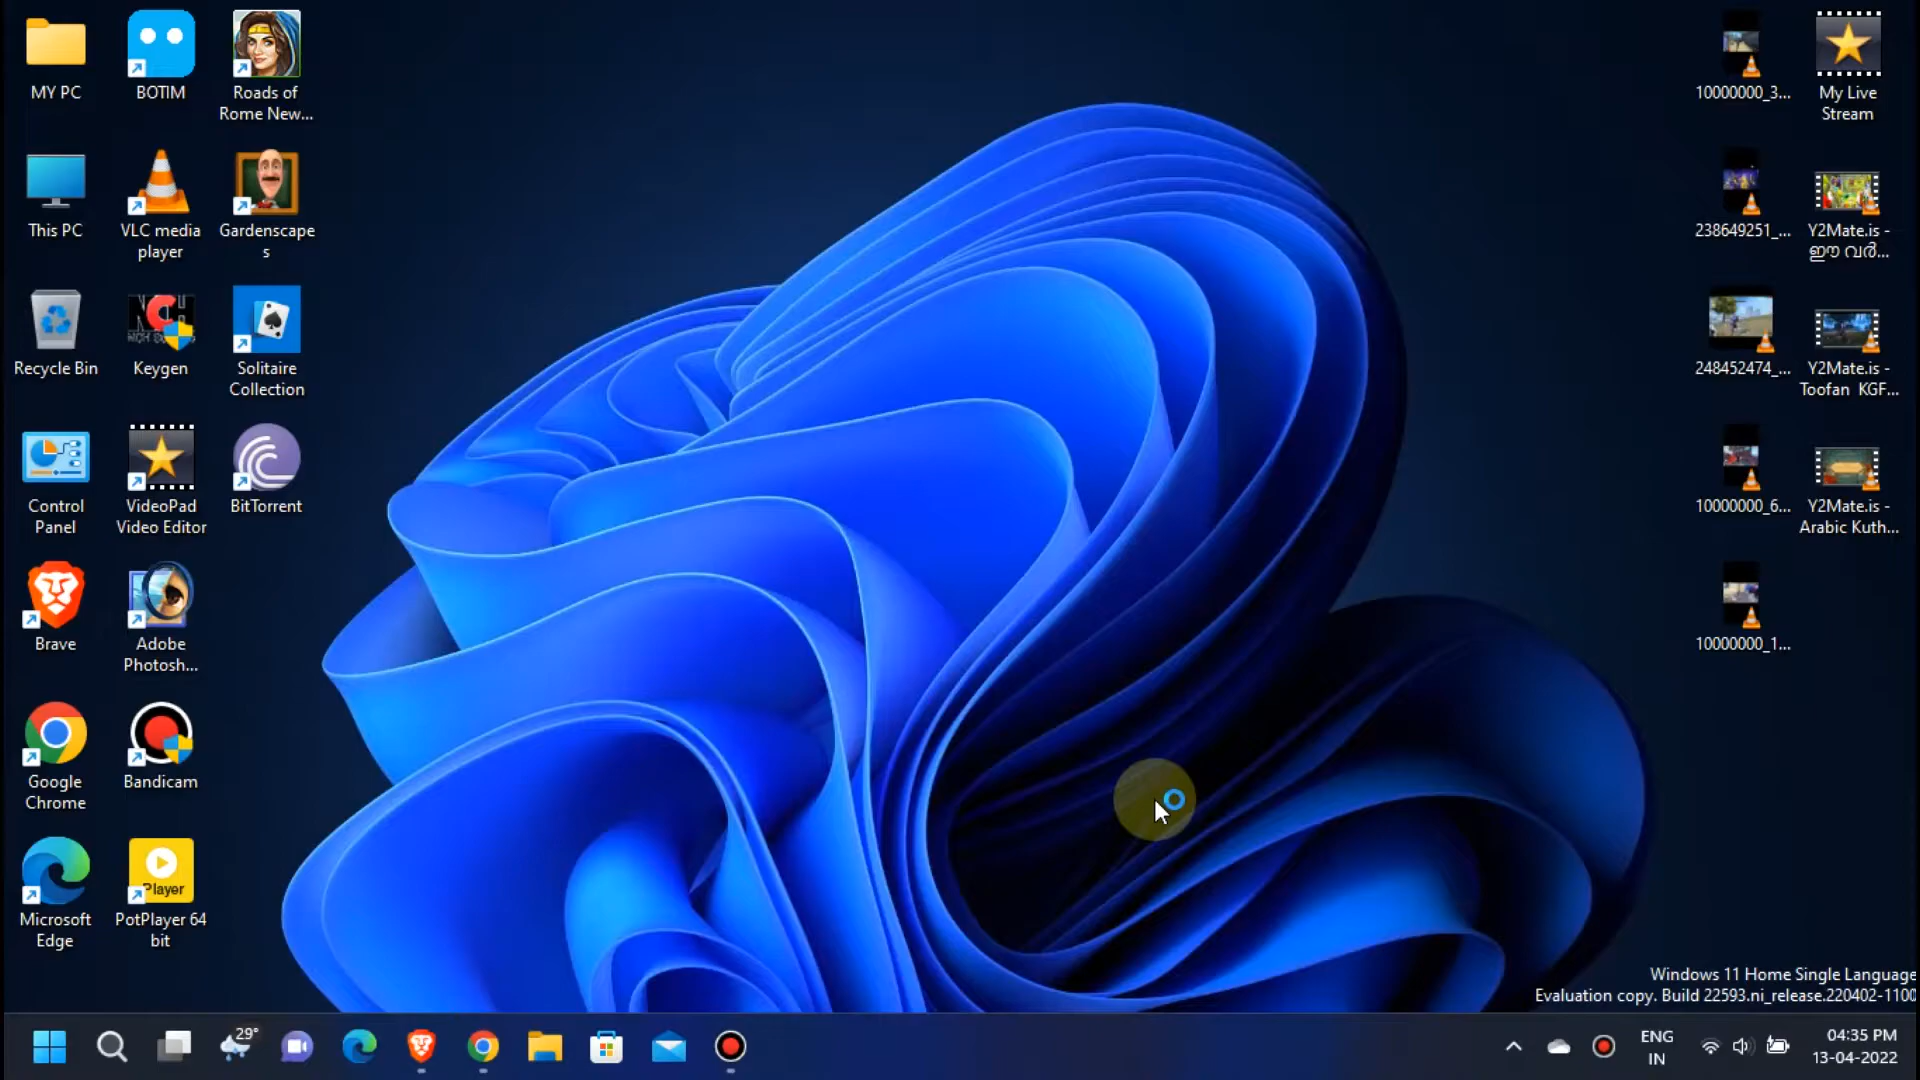 MY PC
BOTIM
Roads of
Rome New...
This PC
VLC media
player
Gardenscape
s
Recycle Bin
NCH
Keygen
Solitaire
Collection
Control
Panel
VideoPad
Video Editor
BitTorrent
Brave
Adobe
Photosh...
Google
Chrome
Bandicam
Microsoft
Edge
Player
PotPlayer 64
bit
10000000_3...
My Live
Stream
238649251_...
Y2Mate.is -
ഈ വർ...
248452474_...
Y2Mate.is -
Toofan KGF...
10000000_6...
Y2Mate.is -
Arabic Kuth...
10000000_1...
Windows 11 Home Single Language
Evaluation copy. Build 22593.ni_release.220402-1100
29°
ENG
IN
04:35 PM
13-04-2022